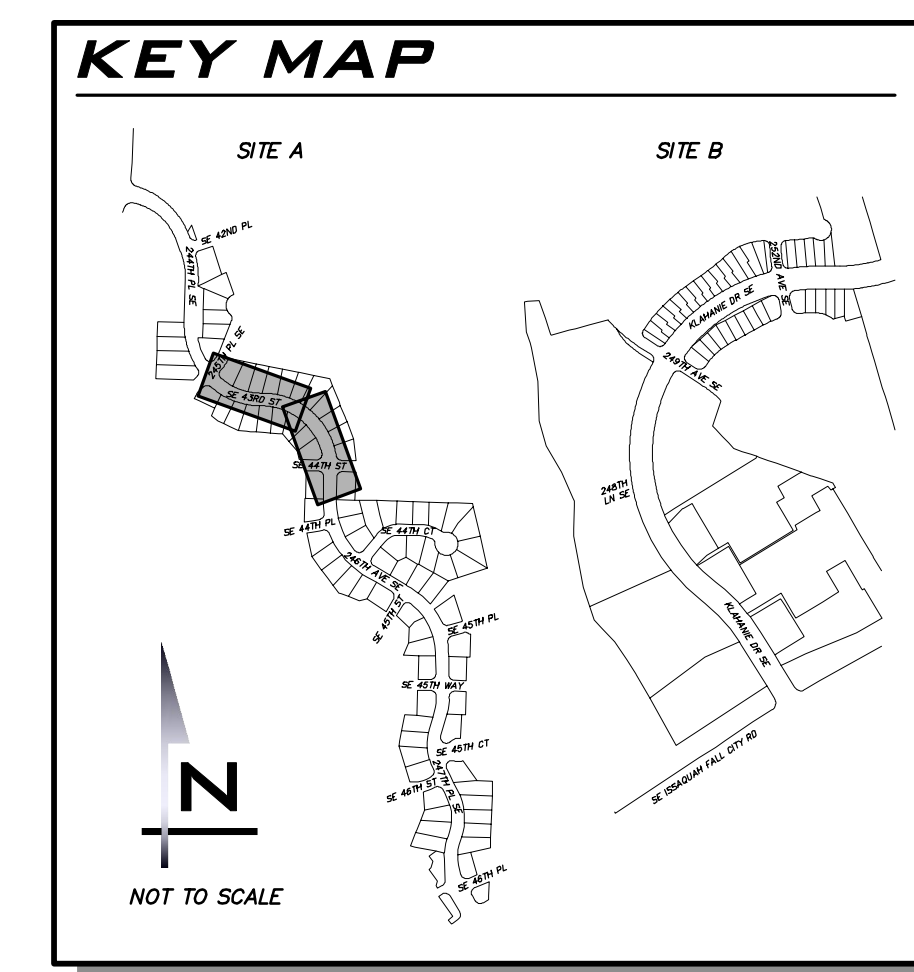 KEY MAP
SITE A
SITE B
SE 42ND PL
244TH PL SE
245TH PL SE
SE 43RD ST
SE 44TH ST
SE 44TH PL
SE 44TH CT
246TH AVE SE
SE 45TH ST
SE 45TH PL
SE 45TH WAY
SE 45TH CT
247TH PL SE
SE 46TH ST
SE 46TH PL
252ND AVE SE
KLAHANIE DR SE
249TH AVE SE
248TH
LN SE
KLAHANIE DR SE
SE ISSAQUAH FALL CITY RD
N
NOT TO SCALE